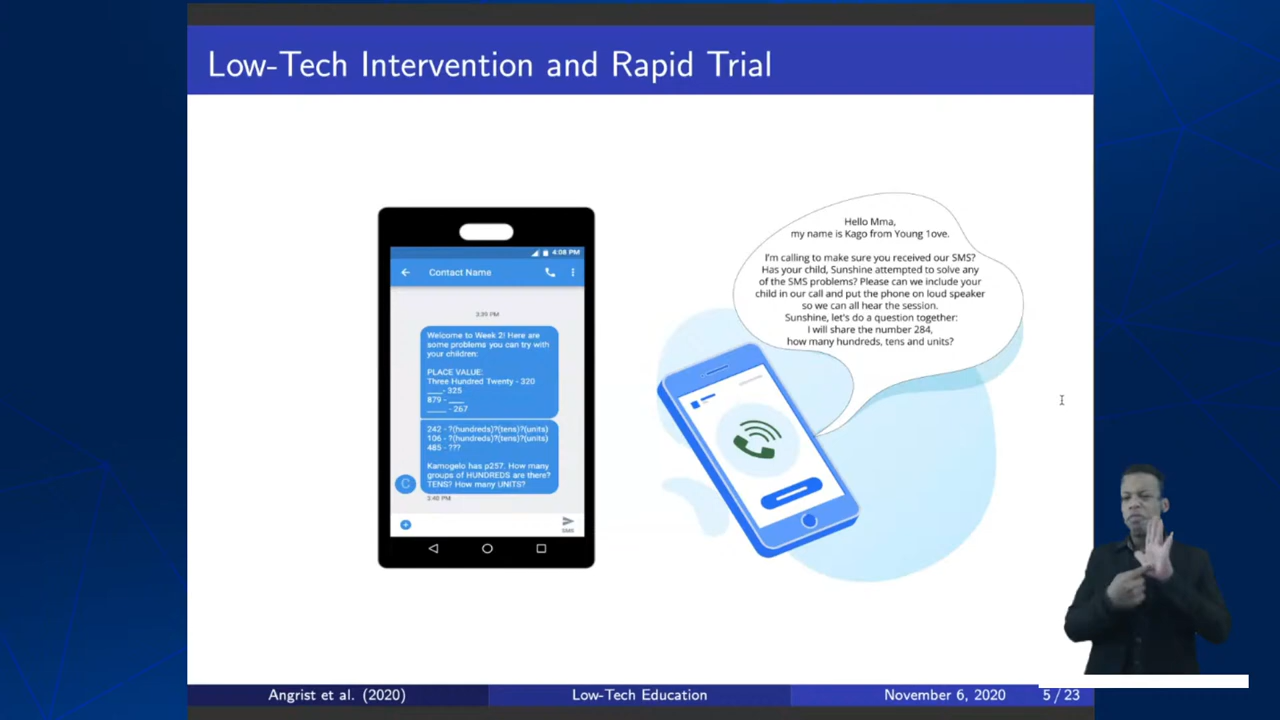 Low-Tech Intervention and Rapid Trial
4:08 PM
Contact Name
3:39 PM
Welcome to Week 2! Here are
some problems you can try with
your children:
PLACE VALUE:
Three Hundred Twenty - 320
____- 325
879 - ____
_____ - 267
242 - ?(hundreds)?(tens)?(units)
106 - ?(hundreds)?(tens)?(units)
485 - ???
Kamogelo has p257. How many
groups of HUNDREDS are there?
TENS? How many UNITS?
C
3:40 PM
SMS
Hello Mma,
my name is Kago from Young 1ove.
I'm calling to make sure you received our SMS?
Has your child, Sunshine attempted to solve any
of the SMS problems? Please can we include your
child in our call and put the phone on loud speaker
so we can all hear the session.
Sunshine, let's do a question together:
I will share the number 284,
how many hundreds, tens and units?
Angrist et al. (2020)
Low-Tech Education
November 6, 2020
5 / 23